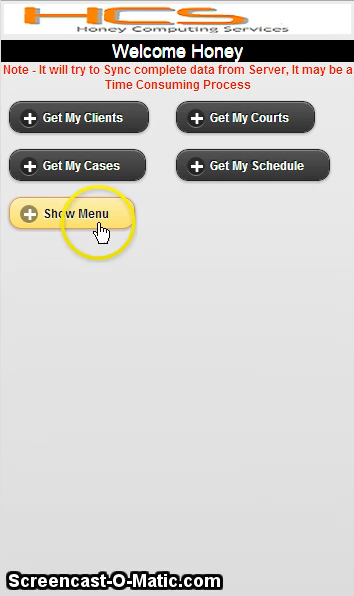 HCS
Honey Computing Services
Welcome Honey
Note - It will try to Sync complete data from Server, It may be a
Time Consuming Process
Get My Clients
Get My Courts
Get My Cases
Get My Schedule
Show Menu
Screencast-O-Matic.com